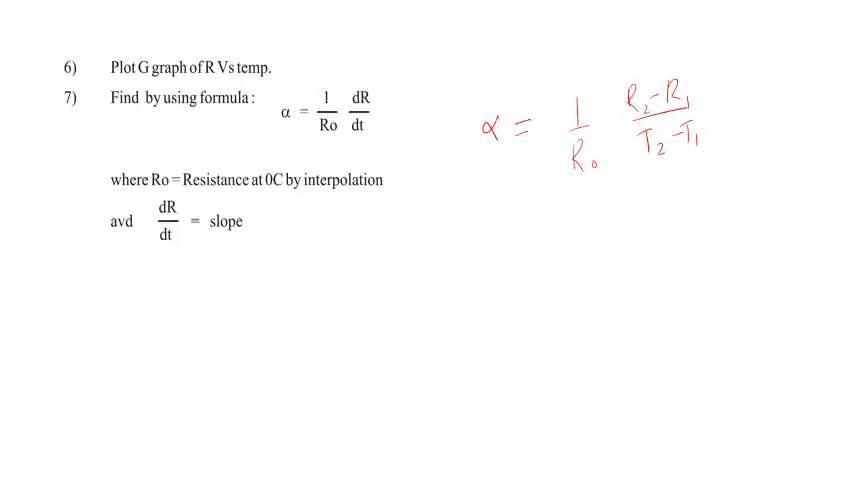 6) Plot G graph of R Vs temp.
7) Find by using formula : α = 1/Ro dR/dt
α = 1/R₀ (R₂-R₁)/(T₂-T₁)
where Ro = Resistance at 0C by interpolation
avd dR/dt = slope